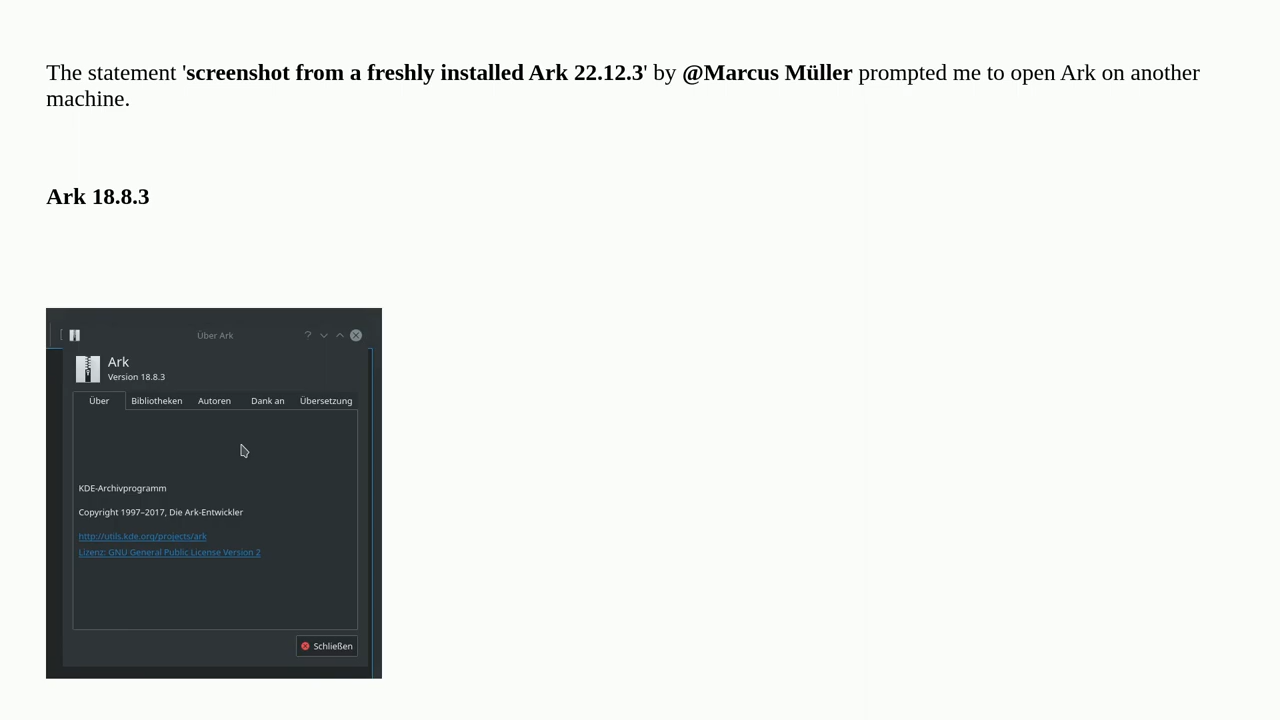 The statement 'screenshot from a freshly installed Ark 22.12.3' by @Marcus Müller prompted me to open Ark on another
machine.
Ark 18.8.3
Über Ark
Ark
Version 18.8.3
Über Bibliotheken Autoren Dank an Übersetzung
KDE-Archivprogramm
Copyright 1997–2017, Die Ark-Entwickler
http://utils.kde.org/projects/ark
Lizenz: GNU General Public License Version 2
Schließen